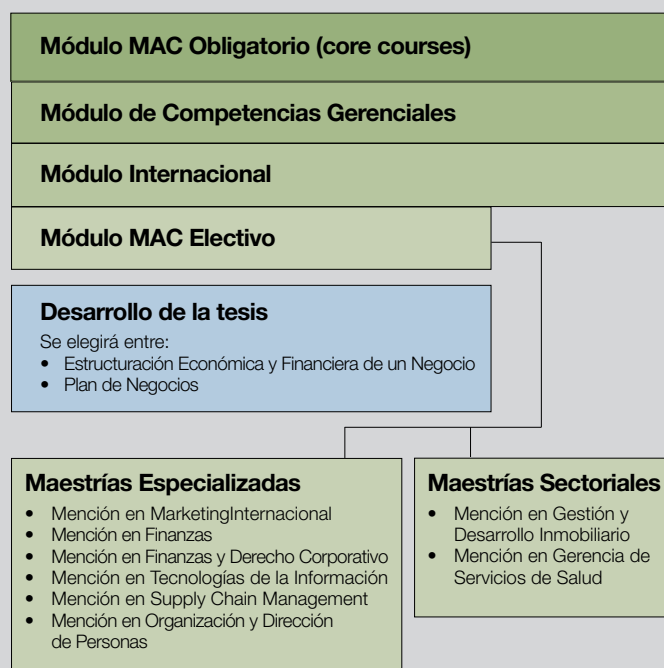 Módulo MAC Obligatorio (core courses)
Módulo de Competencias Gerenciales
Módulo Internacional
Módulo MAC Electivo
Desarrollo de la tesis
Se elegirá entre:
• Estructuración Económica y Financiera de un Negocio
• Plan de Negocios
Maestrías Especializadas
• Mención en MarketingInternacional
• Mención en Finanzas
• Mención en Finanzas y Derecho Corporativo
• Mención en Tecnologías de la Información
• Mención en Supply Chain Management
• Mención en Organización y Dirección
de Personas
Maestrías Sectoriales
• Mención en Gestión y
Desarrollo Inmobiliario
• Mención en Gerencia de
Servicios de Salud